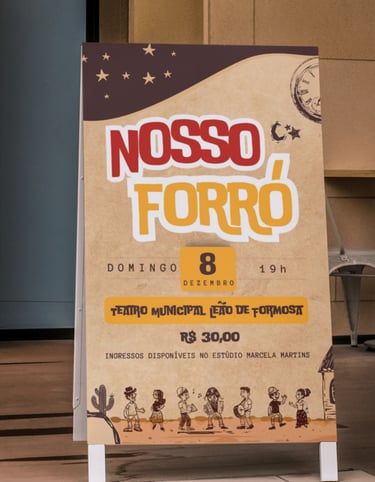 NOSSO
FORRÓ
DOMINGO 8 19h
DEZEMBRO
TEATRO MUNICIPAL LEÃO DE FORMOSA
R$ 30,00
INGRESSOS DISPONÍVEIS NO ESTÚDIO MARCELA MARTINS